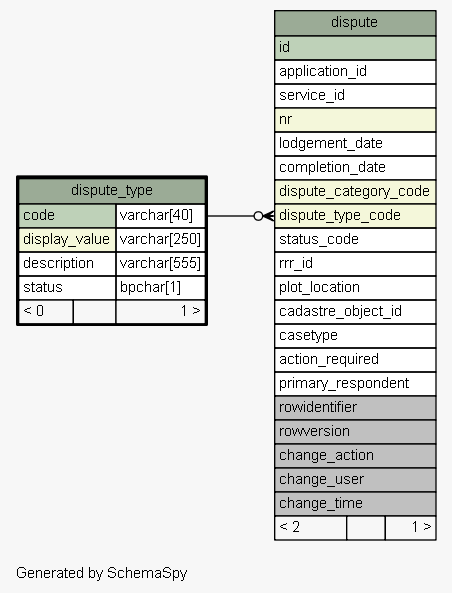 dispute_type
code varchar[40]
display_value varchar[250]
description varchar[555]
status bpchar[1]
< 0 1 >
dispute
id
application_id
service_id
nr
lodgement_date
completion_date
dispute_category_code
dispute_type_code
status_code
rrr_id
plot_location
cadastre_object_id
casetype
action_required
primary_respondent
rowidentifier
rowversion
change_action
change_user
change_time
< 2 1 >
Generated by SchemaSpy